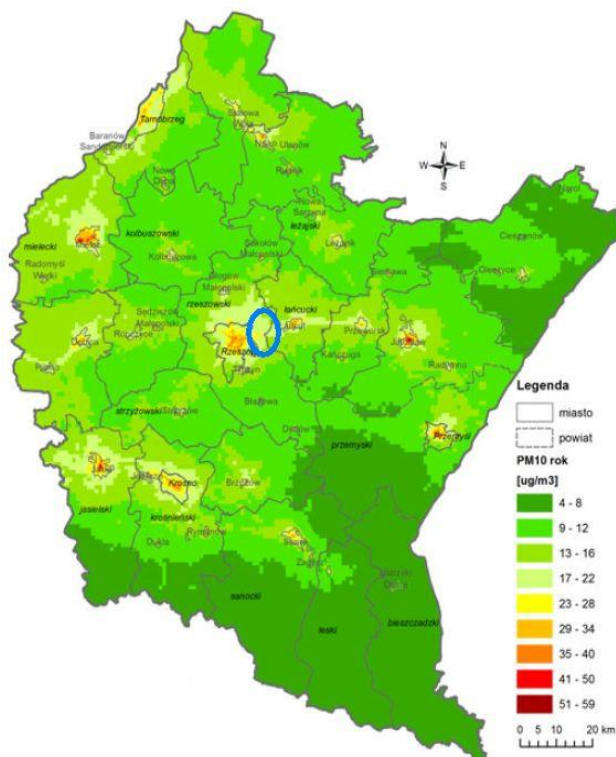 Tarnobrzeg
Stalowa
Wola
Baranów
Sandomierski
Nisko
Ulanów
Nowa
Dęba
Rudnik
N
W
E
S
Narol
Nowa
Sarzyna
leżajski
Cieszanów
kolbuszowski
mielecki
Leżajsk
Sokołów
Małopolski
Kolbuszowa
Radomyśl
Wielki
Oleszyce
Sieniawa
Głogów
Małopolski
rzeszowski
łańcucki
Sędziszów
Małopolski
Ropczyce
Łańcut
Przeworsk
Dębica
Rzeszów
Jarosław
Kańczuga
Pilzno
Tyczyn
Radymno
Legenda
miasto
powiat
strzyżowski
Strzyżów
Błażowa
Dynów
przemyski
Przemyśl
PM10 rok
[ug/m3]
4 - 8
9 - 12
13 - 16
17 - 22
23 - 28
29 - 34
35 - 40
41 - 50
51 - 59
0 5 10 20 km
Jasło
Krosno
Brzozów
jasielski
krośnieński
Rymanów
Dukla
Sanok
Zagórz
Ustrzyki
Dolne
sanocki
leski
bieszczadzki